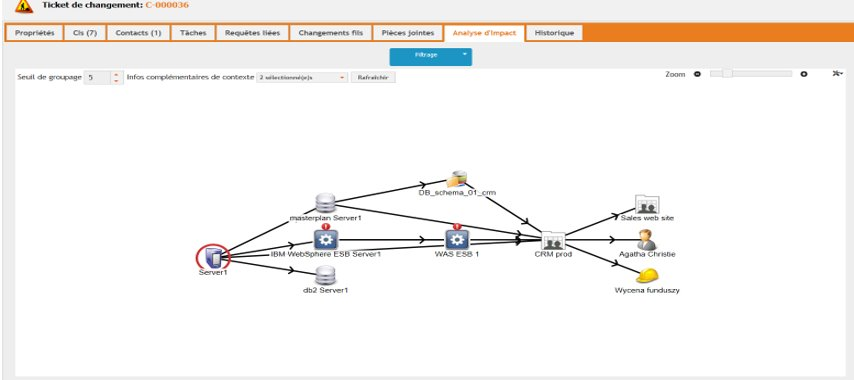 Ticket de changement: C-000036
Propriétés CIs (7) Contacts (1) Tâches Requêtes liées Changements fils Pièces jointes Analyse d'Impact Historique
Filtrage
Seuil de groupage 5 Infos complémentaires de contexte 2 sélectionné(e)s Rafraîchir Zoom
DB_schema_01_crm
masterplan Server1
Sales web site
IBM WebSphere ESB Server1 WAS ESB 1 CRM prod Agatha Christie
Server1
db2 Server1 Wycena funduszy